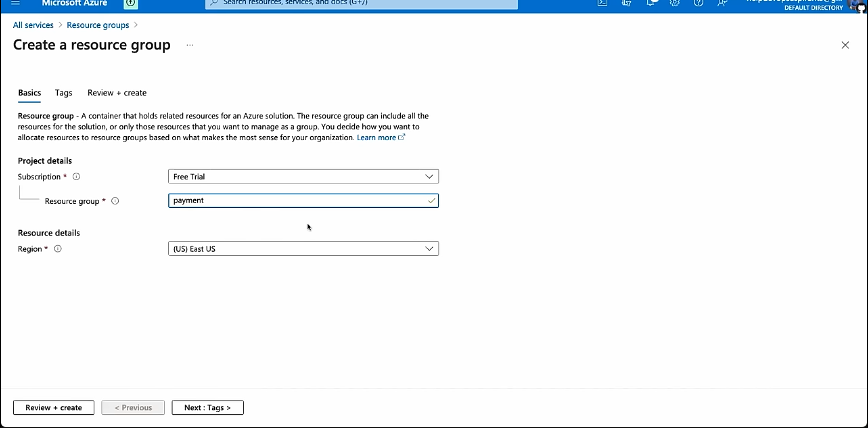 Microsoft Azure
Search resources, services, and docs (G+/)
DEFAULT DIRECTORY
All services > Resource groups >
Create a resource group ...
Basics Tags Review + create
Resource group - A container that holds related resources for an Azure solution. The resource group can include all the
resources for the solution, or only those resources that you want to manage as a group. You decide how you want to
allocate resources to resource groups based on what makes the most sense for your organization. Learn more
Project details
Subscription * Free Trial
Resource group * payment
Resource details
Region * (US) East US
Review + create < Previous Next : Tags >